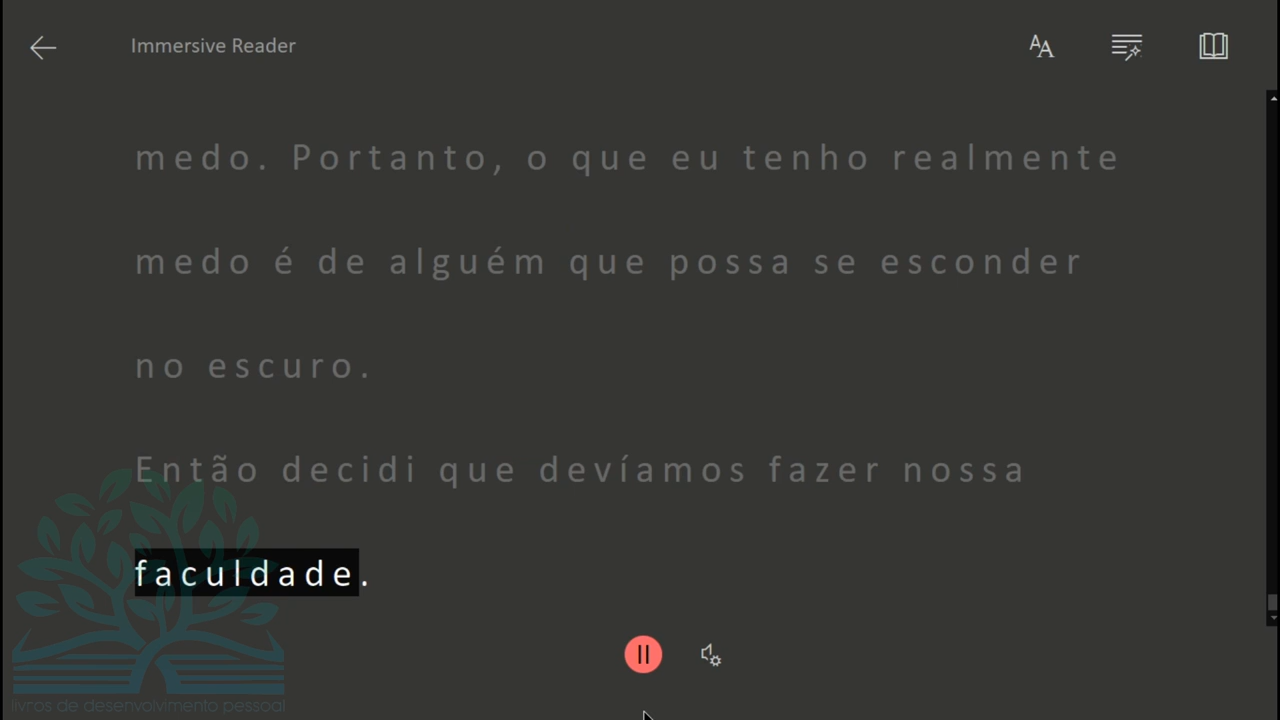 Immersive Reader
medo. Portanto, o que eu tenho realmente
medo é de alguém que possa se esconder
no escuro.
Então decidi que devíamos fazer nossa
faculdade.
livros de desenvolvimento pessoal